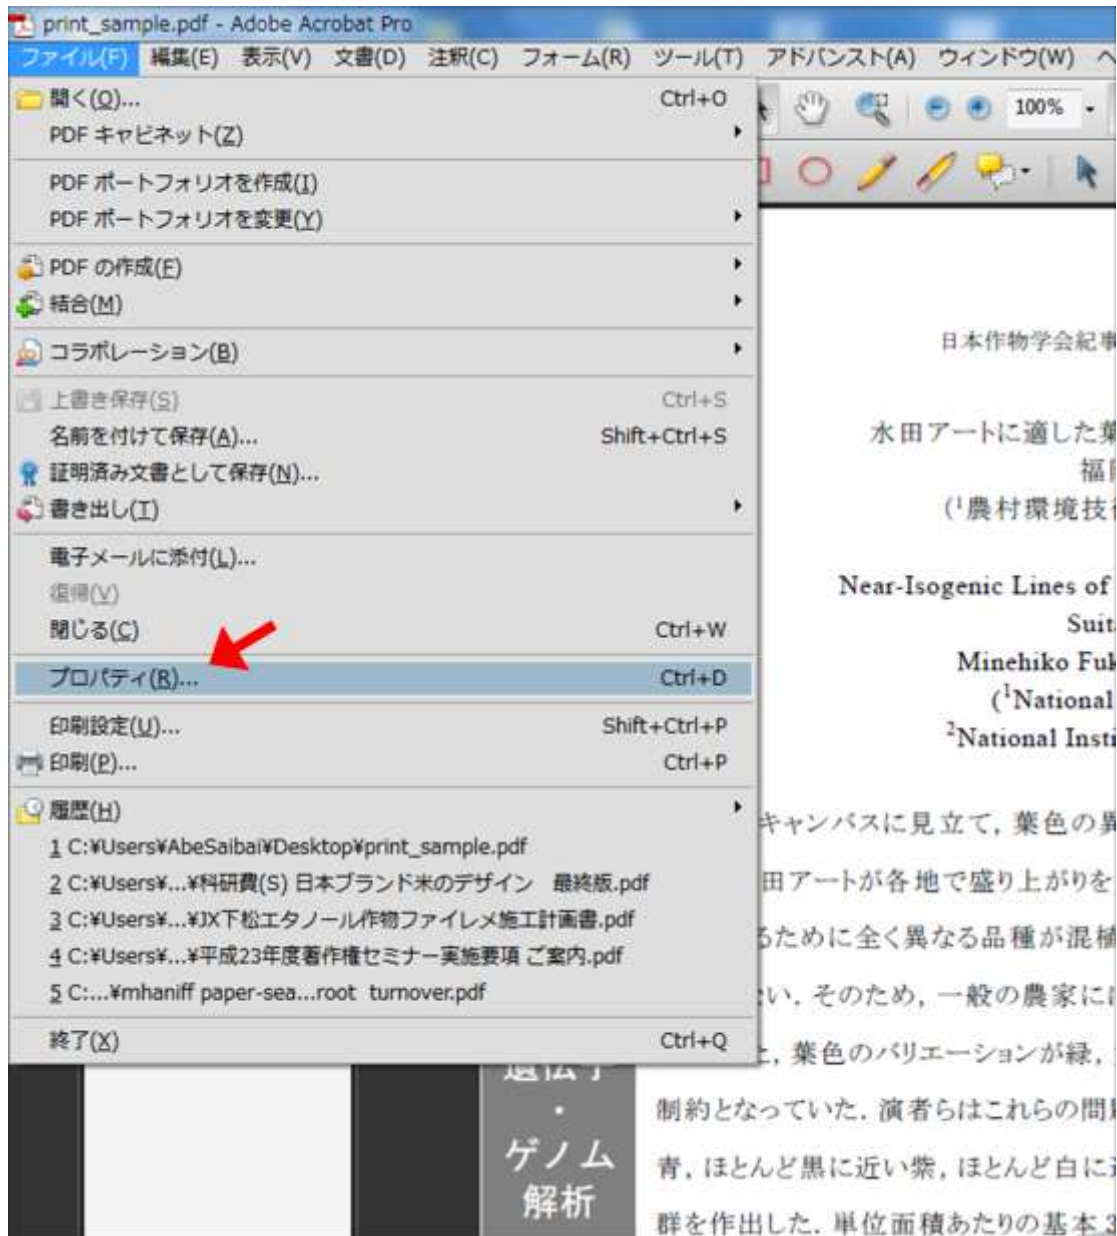 print_sample.pdf - Adobe Acrobat Pro
ファイル(F) 編集(E) 表示(V) 文書(D) 注釈(C) フォーム(R) ツール(T) アドバンスト(A) ウィンドウ(W) ヘ
100%
開く(O)... Ctrl+O
PDF キャビネット(Z)
PDF ポートフォリオを作成(I)
PDF ポートフォリオを変更(Y)
PDF の作成(F)
結合(M)
コラボレーション(B)
上書き保存(S) Ctrl+S
名前を付けて保存(A)... Shift+Ctrl+S
証明済み文書として保存(N)...
書き出し(T)
電子メールに添付(L)...
復帰(V)
閉じる(C) Ctrl+W
プロパティ(R)... Ctrl+D
印刷設定(U)... Shift+Ctrl+P
印刷(P)... Ctrl+P
履歴(H)
1 C:¥Users¥AbeSaibai¥Desktop¥print_sample.pdf
2 C:¥Users¥...¥科研費(S) 日本ブランド米のデザイン 最終版.pdf
3 C:¥Users¥...¥JX下松エタノール作物ファイレメ施工計画書.pdf
4 C:¥Users¥...¥平成23年度著作権セミナー実施要項 ご案内.pdf
5 C:...¥mhaniff paper-sea...root turnover.pdf
終了(X) Ctrl+Q
日本作物学会紀事
水田アートに適した葉
福
(¹農村環境技
Near-Isogenic Lines of
Suit
Minehiko Fuk
(¹National
²National Insti
キャンバスに見立て, 葉色の異
田アートが各地で盛り上がりを
るために全く異なる品種が混植
い. そのため, 一般の農家に
, 葉色のバリエーションが緑,
制約となっていた. 演者らはこれらの問
青, ほとんど黒に近い紫, ほとんど白に
群を作出した. 単位面積あたりの基本3
遺伝子
・
ゲノム
解析